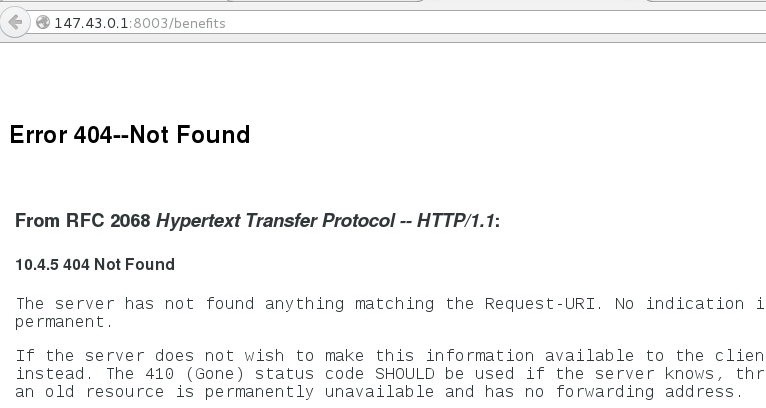 147.43.0.1:8003/benefits
Error 404--Not Found
From RFC 2068 Hypertext Transfer Protocol -- HTTP/1.1:
10.4.5 404 Not Found
The server has not found anything matching the Request-URI. No indication i
permanent.
If the server does not wish to make this information available to the clien
instead. The 410 (Gone) status code SHOULD be used if the server knows, thr
an old resource is permanently unavailable and has no forwarding address.